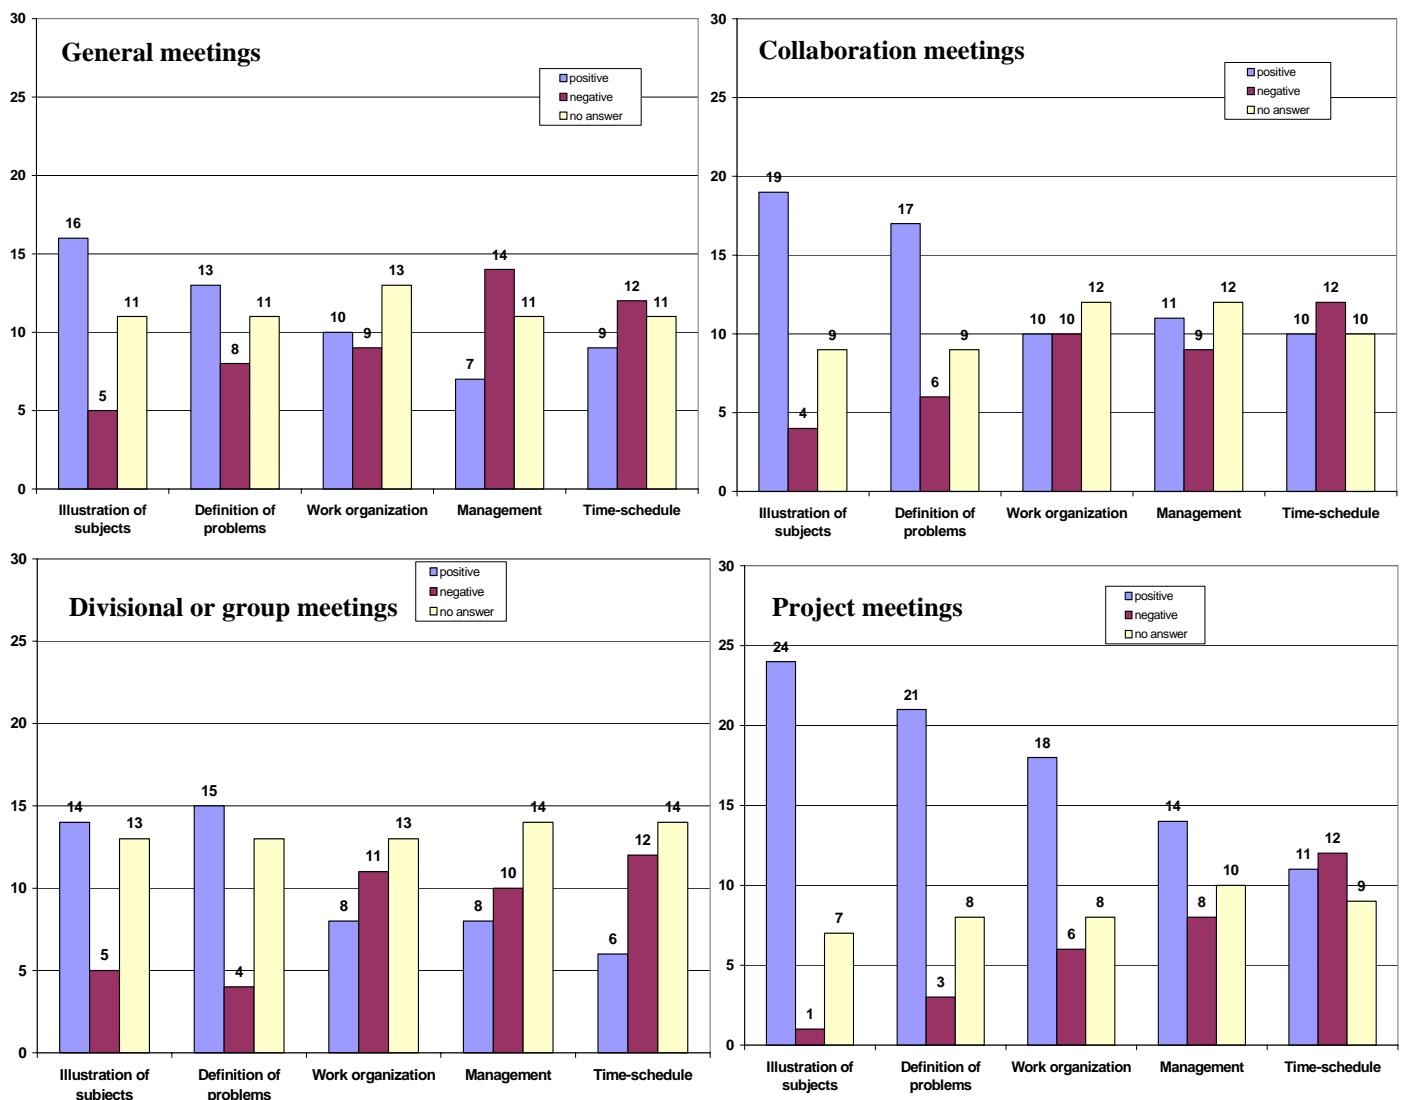 General meetings
positive
negative
no answer
30
25
20
15
10
5
0
16
5
11
13
8
11
10
9
13
7
14
11
9
12
11
Illustration of
subjects
Definition of
problems
Work organization
Management
Time-schedule
Collaboration meetings
positive
negative
no answer
30
25
20
15
10
5
0
19
4
9
17
6
9
10
10
12
11
9
12
10
12
10
Illustration of
subjects
Definition of
problems
Work organization
Management
Time-schedule
Divisional or group meetings
positive
negative
no answer
30
25
20
15
10
5
0
14
5
13
15
4
8
11
13
8
10
14
6
12
14
Illustration of
subjects
Definition of
problems
Work organization
Management
Time-schedule
Project meetings
positive
negative
no answer
30
25
20
15
10
5
0
24
1
7
21
3
8
18
6
8
14
8
10
11
12
9
Illustration of
subjects
Definition of
problems
Work organization
Management
Time-schedule